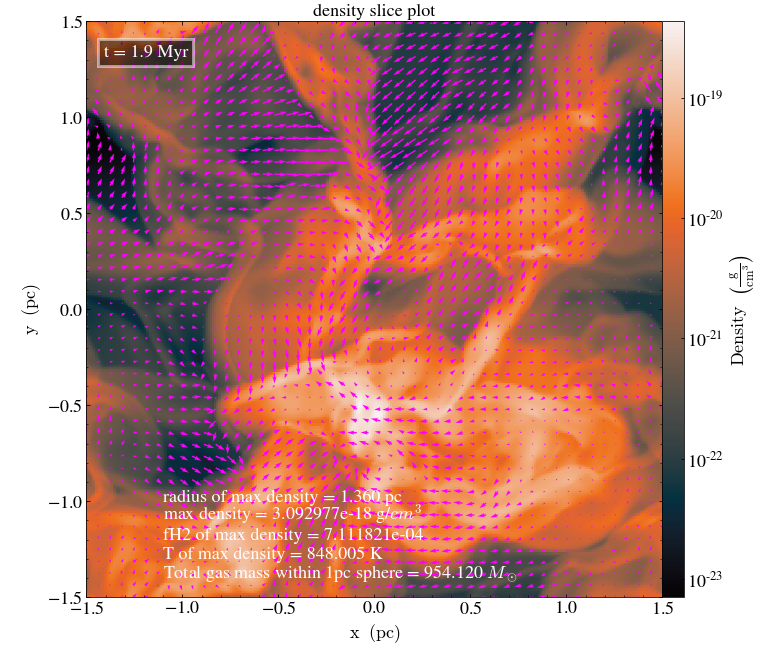 density slice plot
t = 1.9 Myr
1.5
1.0
0.5
0.0
−0.5
−1.0
−1.5
y (pc)
radius of max density = 1.360 pc
max density = 3.092977e-18 g/cm³
fH2 of max density = 7.111821e-04
T of max density = 848.005 K
Total gas mass within 1pc sphere = 954.120 M⊙
−1.5 −1.0 −0.5 0.0 0.5 1.0 1.5
x (pc)
10⁻¹⁹
10⁻²⁰
10⁻²¹
10⁻²²
10⁻²³
Density (g/cm³)